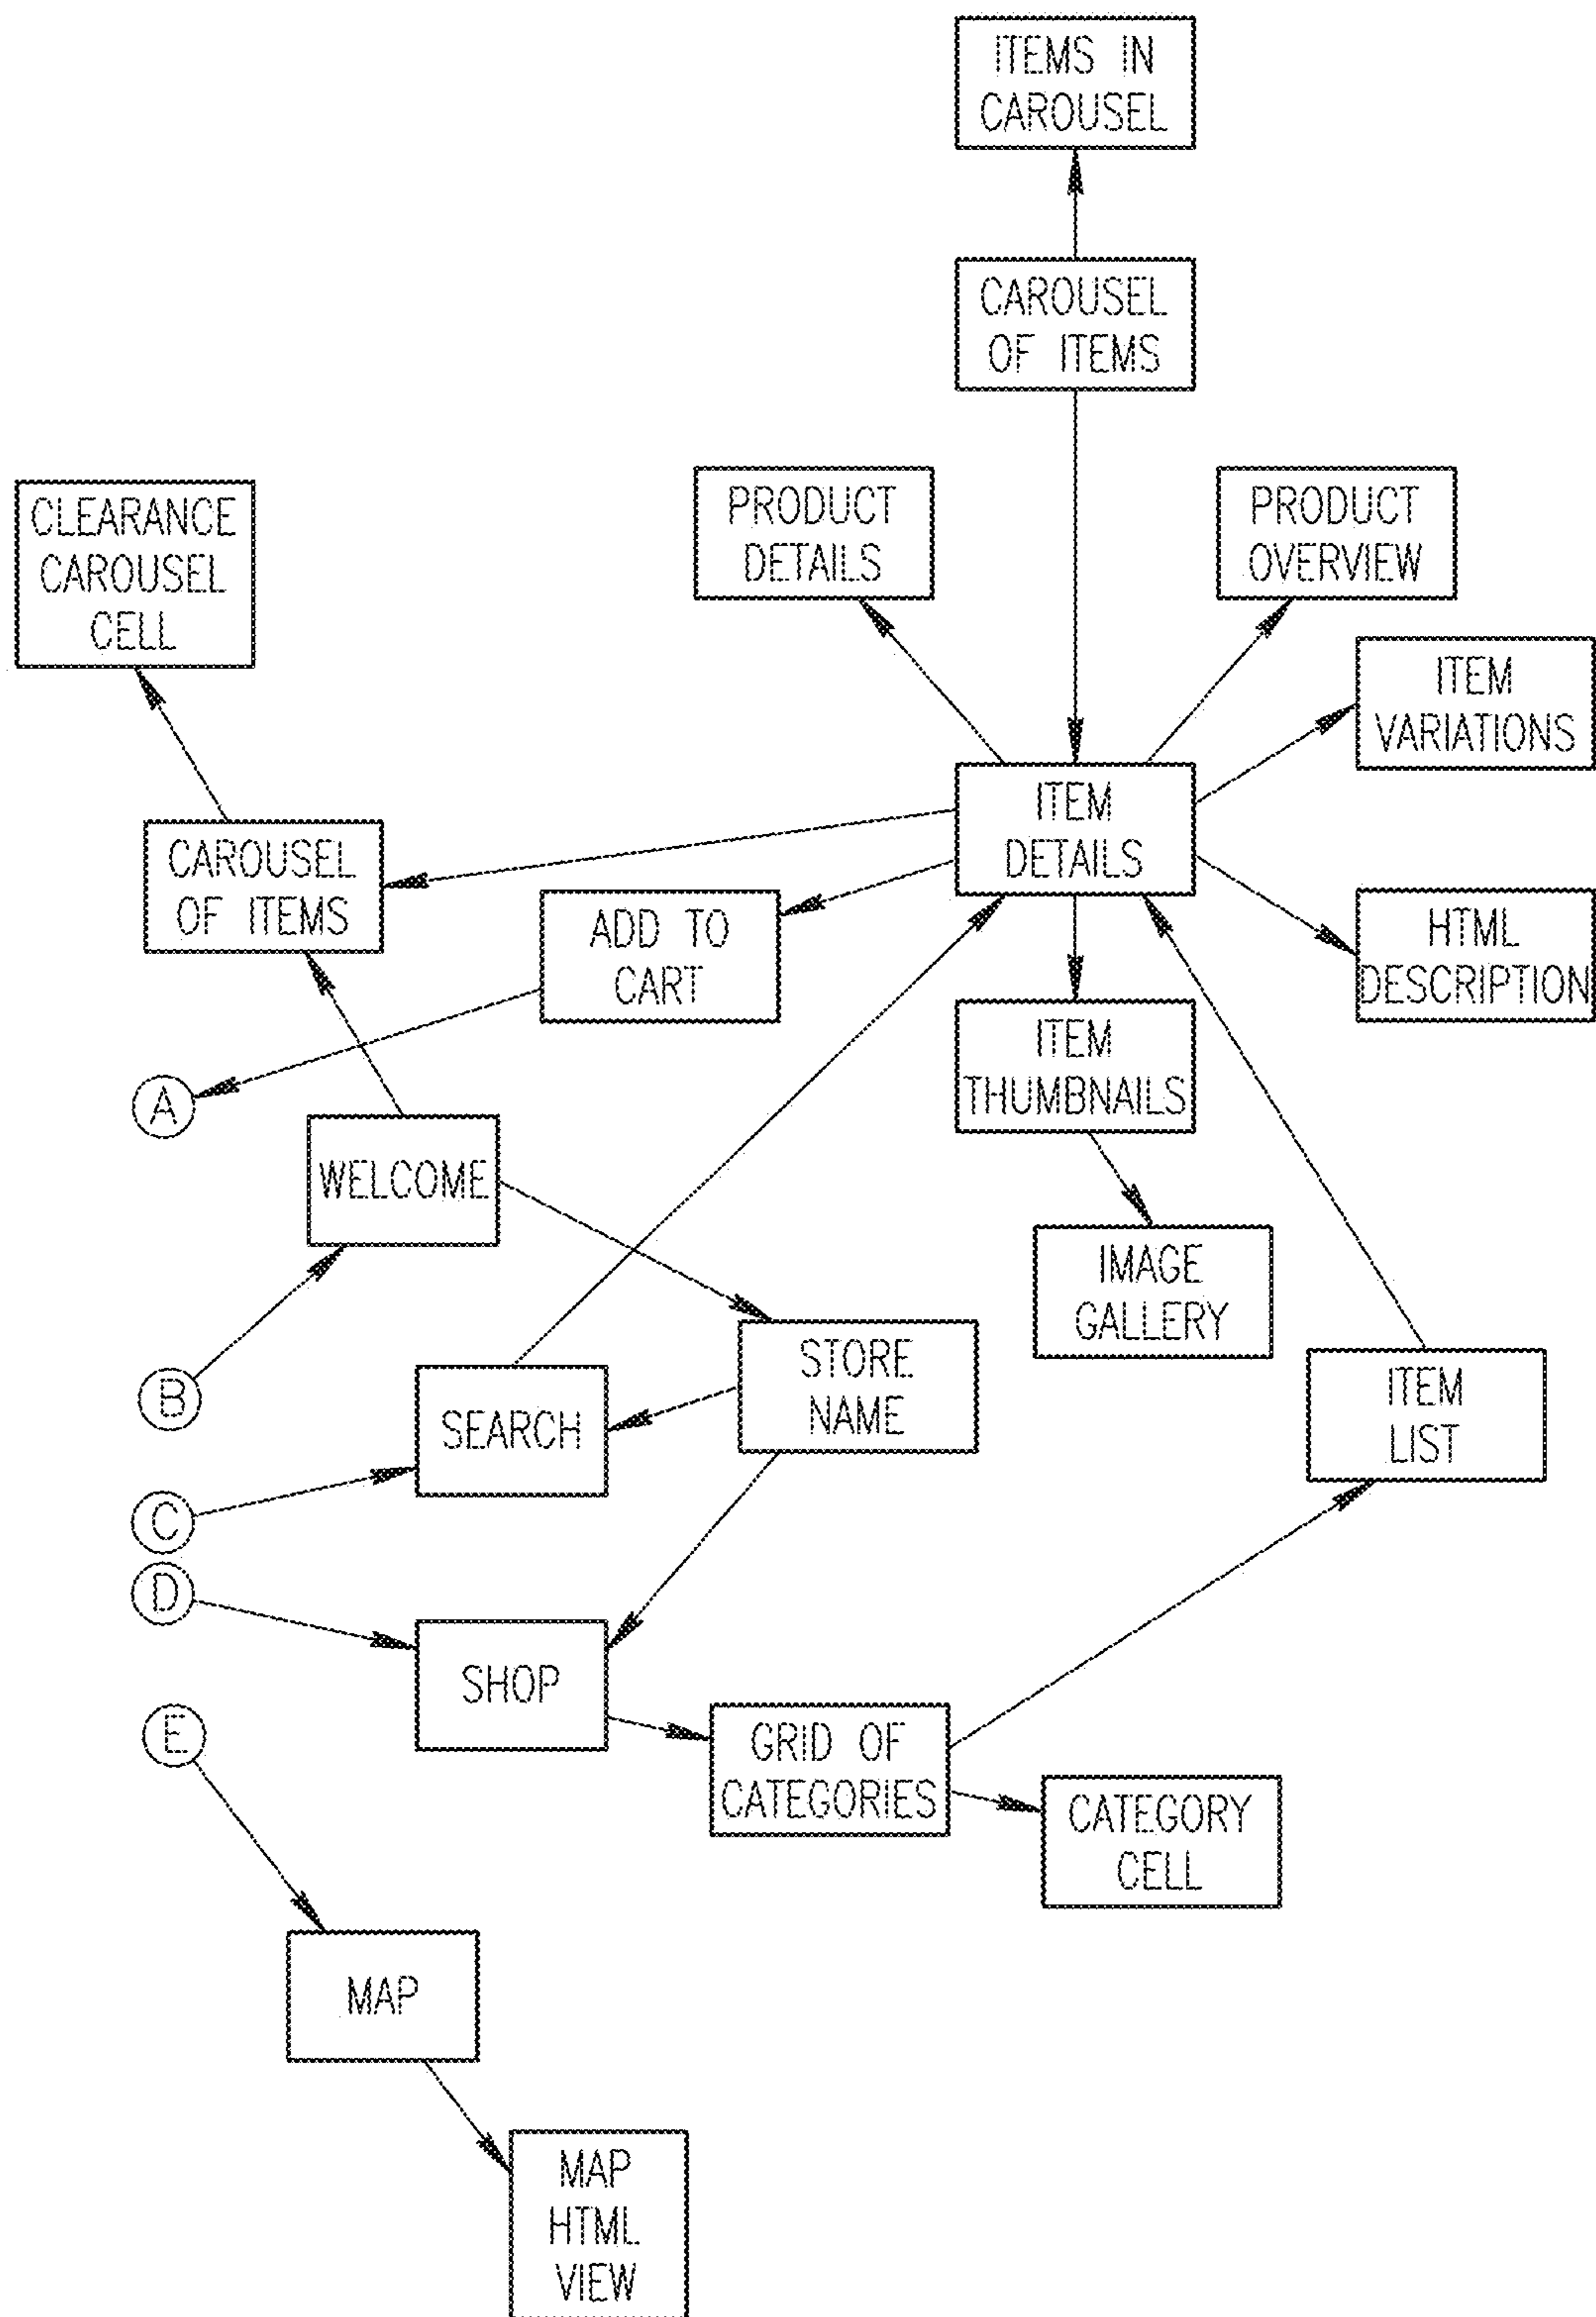 ITEMS IN
CAROUSEL
CAROUSEL
OF ITEMS
PRODUCT
DETAILS
PRODUCT
OVERVIEW
CLEARANCE
CAROUSEL
CELL
ITEM
VARIATIONS
ITEM
DETAILS
CAROUSEL
OF ITEMS
ADD TO
CART
HTML
DESCRIPTION
ITEM
THUMBNAILS
A
WELCOME
IMAGE
GALLERY
STORE
NAME
B
SEARCH
ITEM
LIST
C
D
SHOP
E
GRID OF
CATEGORIES
CATEGORY
CELL
MAP
MAP
HTML
VIEW